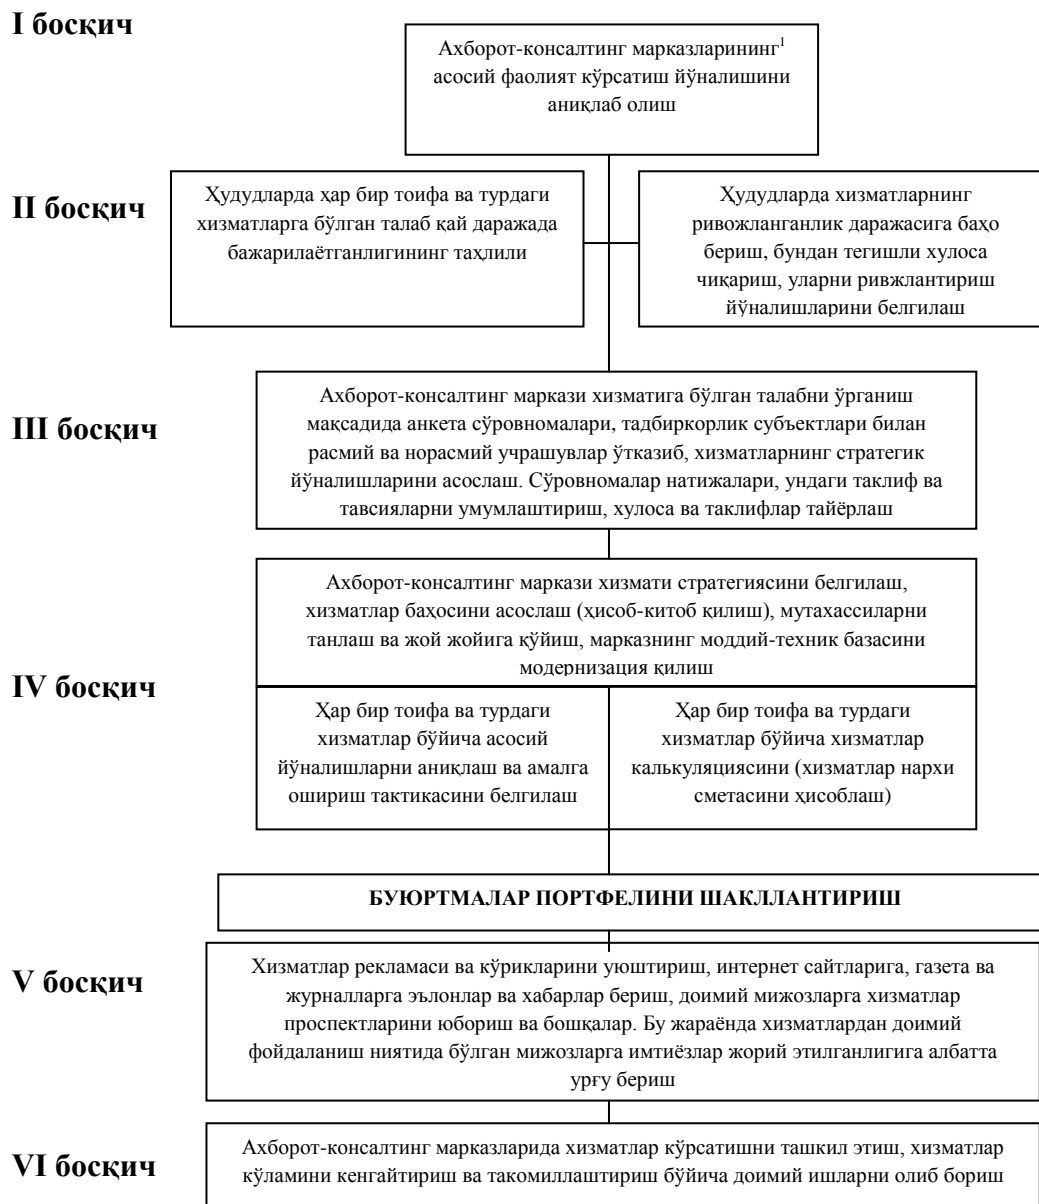 I босқич
Ахборот-консалтинг марказларининг1
асосий фаолият кўрсатиш йўналишини
аниқлаб олиш
II босқич
Ҳудудларда ҳар бир тоифа ва турдаги
хизматларга бўлган талаб қай даражада
бажарилаётганлигининг таҳлили
Ҳудудларда хизматларнинг
ривожланганлик даражасига баҳо
бериш, бундан тегишли хулоса
чиқариш, уларни ривжлантириш
йўналишларини белгилаш
III босқич
Ахборот-консалтинг маркази хизматига бўлган талабни ўрганиш
мақсадида анкета сўровномалари, тадбиркорлик субъектлари билан
расмий ва норасмий учрашувлар ўтказиб, хизматларнинг стратегик
йўналишларини асослаш. Сўровномалар натижалари, ундаги таклиф ва
тавсияларни умумлаштириш, хулоса ва таклифлар тайёрлаш
IV босқич
Ахборот-консалтинг маркази хизмати стратегиясини белгилаш,
хизматлар баҳосини асослаш (ҳисоб-китоб қилиш), мутахассиларни
танлаш ва жой жойига қўйиш, марказнинг моддий-техник базасини
модернизация қилиш
Ҳар бир тоифа ва турдаги
хизматлар бўйича асосий
йўналишларни аниқлаш ва амалга
ошириш тактикасини белгилаш
Ҳар бир тоифа ва турдаги
хизматлар бўйича хизматлар
калькуляциясини (хизматлар нархи
сметасини ҳисоблаш)
БУЮРТМАЛАР ПОРТФЕЛИНИ ШАКЛЛАНТИРИШ
V босқич
Хизматлар рекламаси ва кўрикларини уюштириш, интернет сайтларига, газета ва
журналларга эълонлар ва хабарлар бериш, доимий мижозларга хизматлар
проспектларини юбориш ва бошқалар. Бу жараёнда хизматлардан доимий
фойдаланиш ниятида бўлган мижозларга имтиёзлар жорий этилганлигига албатта
урғу бериш
VI босқич
Ахборот-консалтинг марказларида хизматлар кўрсатишни ташкил этиш, хизматлар
кўламини кенгайтириш ва такомиллаштириш бўйича доимий ишларни олиб бориш